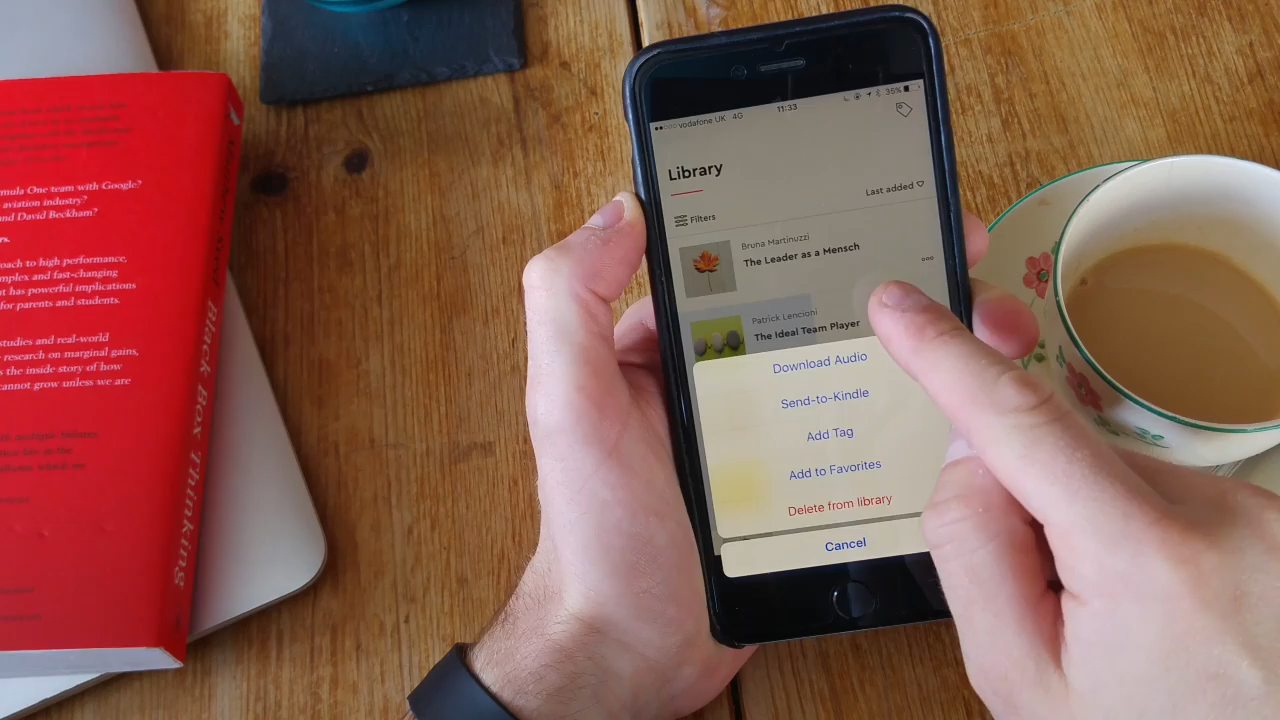 mula One team with Google?
aviation industry?
nd David Beckham?
rs.
oach to high performance,
mplex and fast-changing
t has powerful implications
for parents and students.
studies and real-world
research on marginal gains,
s the inside story of how
cannot grow unless we are
Black Box Thinking
vodafone UK 4G
11:33
35%
Library
Last added
Filters
Bruna Martinuzzi
The Leader as a Mensch
Patrick Lencioni
The Ideal Team Player
Download Audio
Send-to-Kindle
Add Tag
Add to Favorites
Delete from library
Cancel